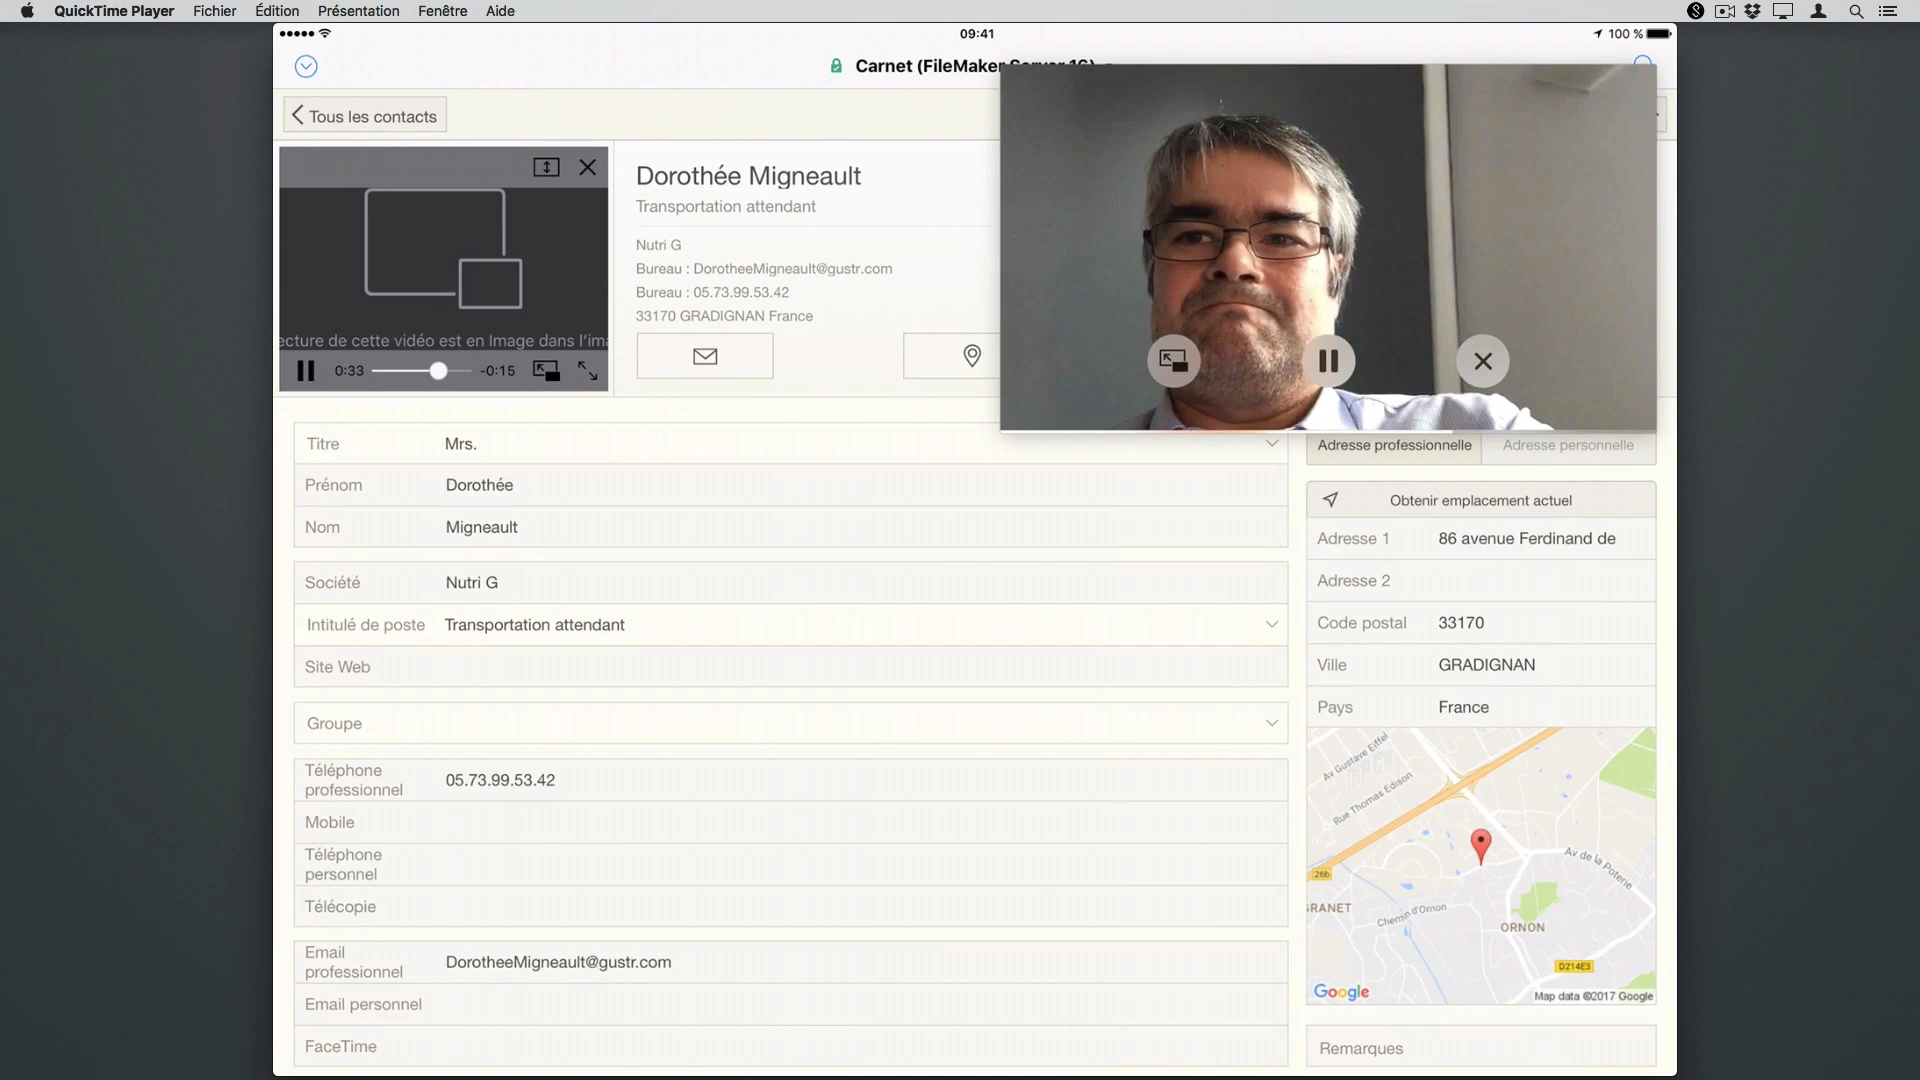 QuickTime Player Fichier Édition Présentation Fenêtre Aide
09:41
100 %
Carnet (FileMaker Server 16)
Tous les contacts
Dorothée Migneault
Transportation attendant
Nutri G
Bureau : DorotheeMigneault@gustr.com
Bureau : 05.73.99.53.42
33170 GRADIGNAN France
ecture de cette vidéo est en Image dans l’ima
0:33
-0:15
Titre Mrs.
Prénom Dorothée
Nom Migneault
Société Nutri G
Intitulé de poste Transportation attendant
Site Web
Groupe
Téléphone
professionnel 05.73.99.53.42
Mobile
Téléphone
personnel
Télécopie
Email
professionnel DorotheeMigneault@gustr.com
Email personnel
FaceTime
Adresse professionnelle Adresse personnelle
Obtenir emplacement actuel
Adresse 1 86 avenue Ferdinand de
Adresse 2
Code postal 33170
Ville GRADIGNAN
Pays France
Av Gustave Eiffel
Rue Thomas Edison
Av de la Poterie
26b
GRANET
Chemin d'Ornon
ORNON
D214E3
Google
Map data ©2017 Google
Remarques